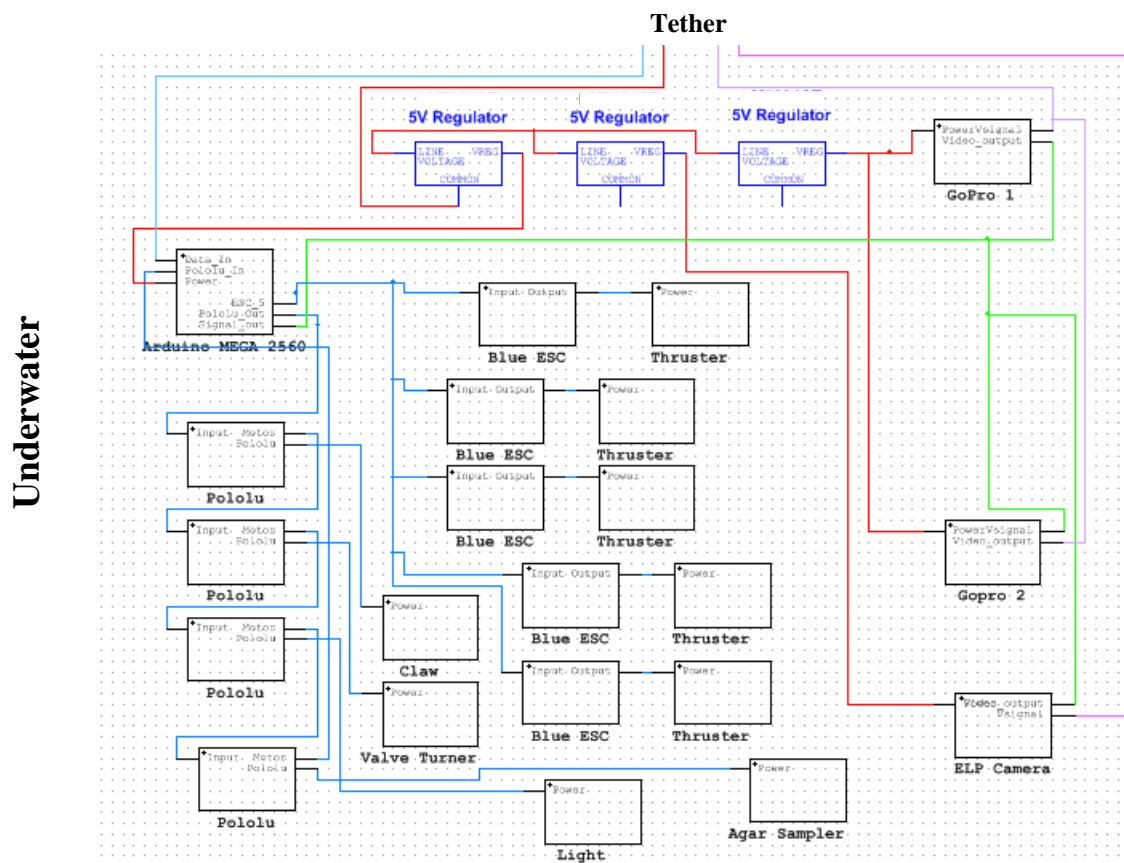 Tether
Underwater
5V Regulator
5V Regulator
5V Regulator
LINE VREG
VOLTAGE
COMMON
LINE VREG
VOLTAGE
COMMON
LINE VREG
VOLTAGE
COMMON
PowerVsignal
Video_output
GoPro 1
Data_In
Pololu_In
Power
ESC_S
Pololu_Out
Signal_out
Arduino MEGA 2560
Input Output
Blue ESC
Power
Thruster
Input Output
Blue ESC
Power
Thruster
Input Output
Blue ESC
Power
Thruster
Input Motos
Pololu
Pololu
Input Motos
Pololu
Pololu
PowerVsignal
Video_output
Gopro 2
Input Output
Blue ESC
Power
Thruster
Power
Claw
Input Motos
Pololu
Pololu
Input Output
Blue ESC
Power
Thruster
Power
Valve Turner
output
Vsignal
ELP Camera
Input Motos
Pololu
Pololu
Power
Agar Sampler
Power
Light